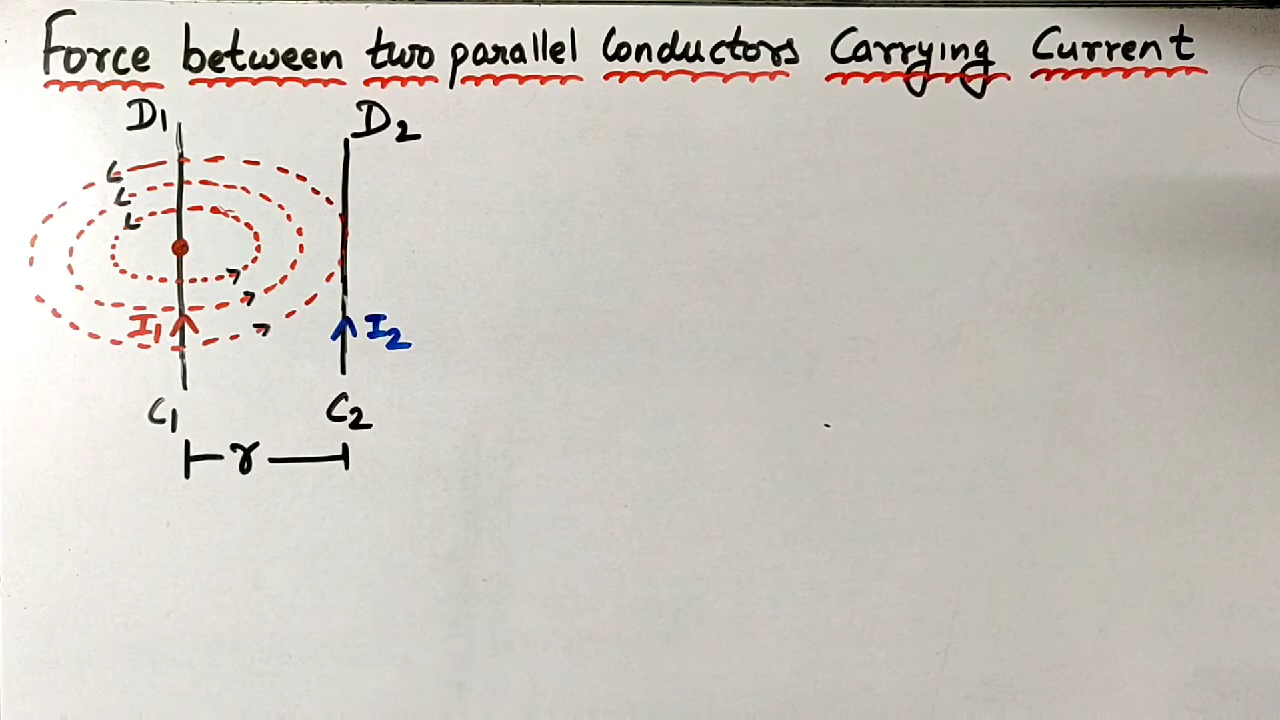 Force between two parallel Conductors Carrying Current
D1 D2
I1 I2
C1 C2
r